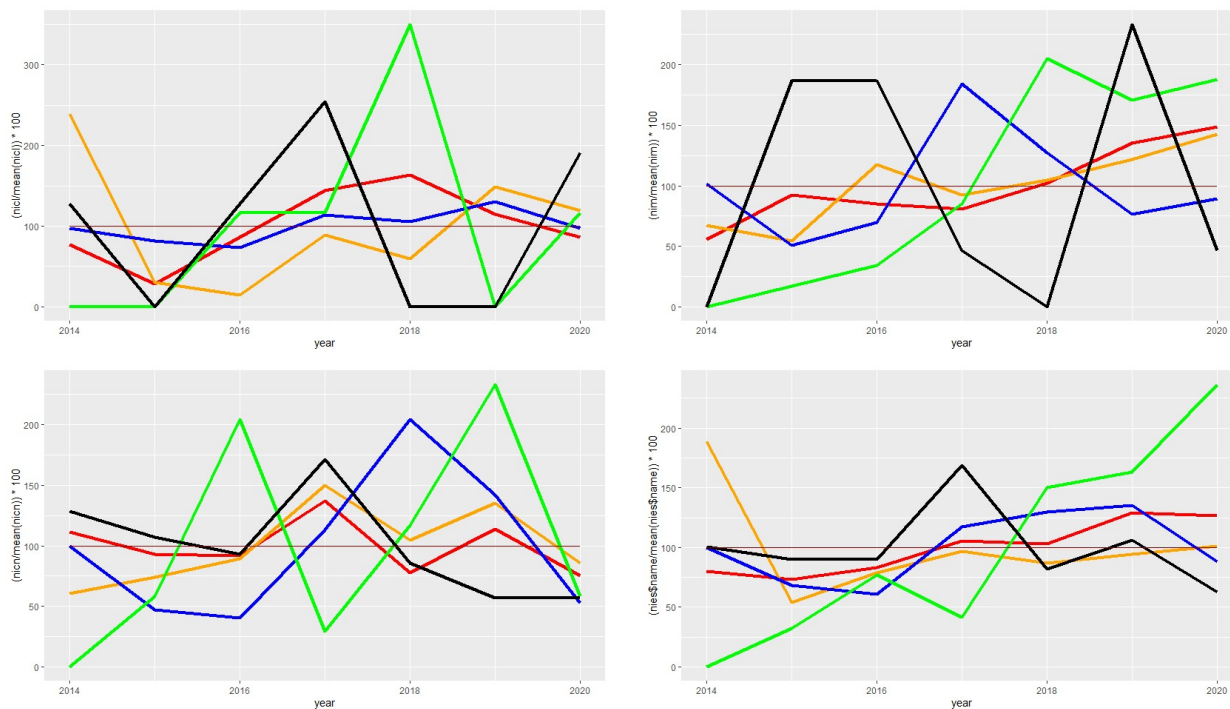 (nicl/mean(nicl)) * 100
300
200
100
0
2014 2016 2018 2020
year
(nim/mean(nim)) * 100
200
150
100
50
0
2014 2016 2018 2020
year
(nicn/mean(nicn)) * 100
200
150
100
50
0
2014 2016 2018 2020
year
(nies$name/mean(nies$name)) * 100
200
150
100
50
0
2014 2016 2018 2020
year